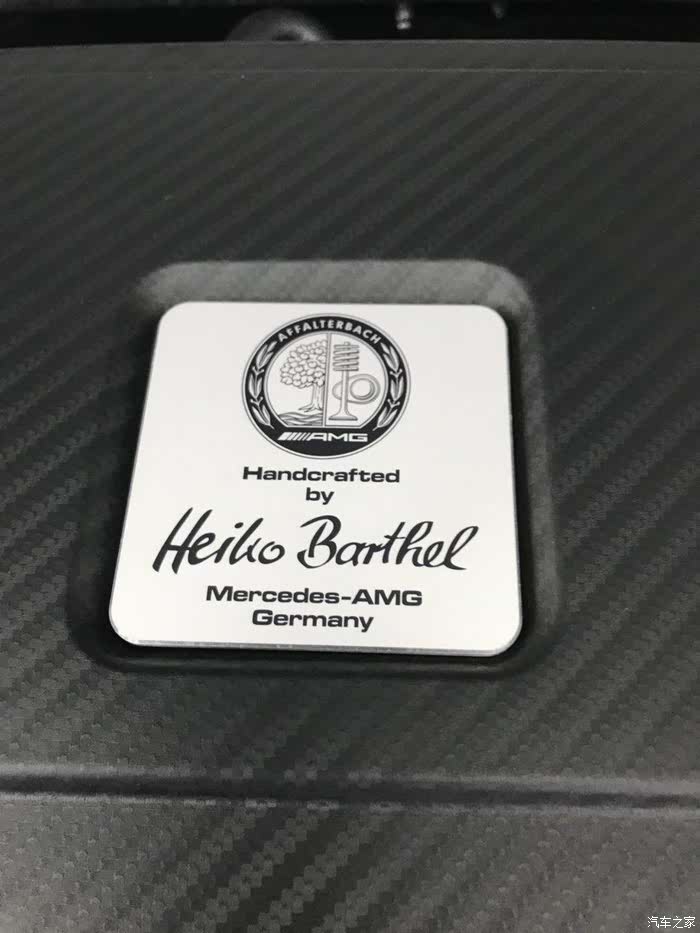 AFFALTERBACH
AMG
Handcrafted
by
Heiko Barthel
Mercedes-AMG
Germany
汽车之家